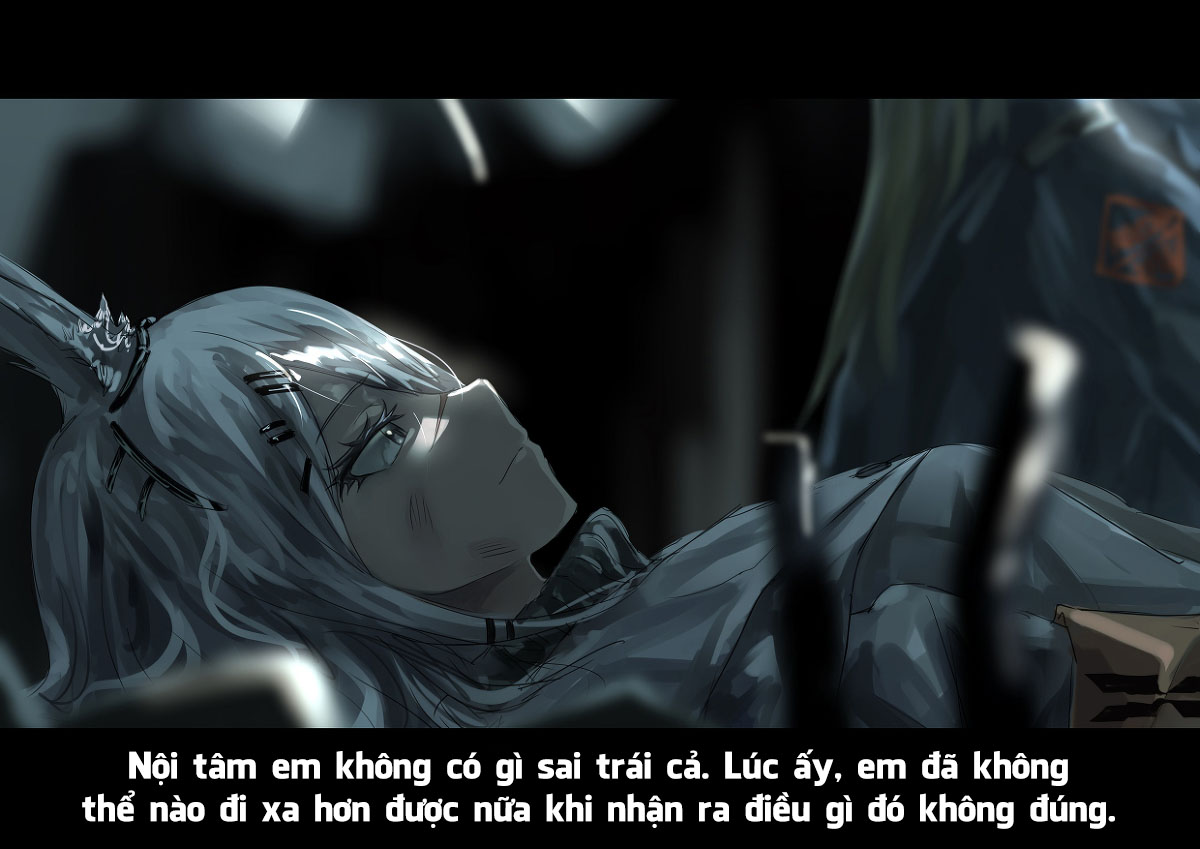 Nội tâm em không có gì sai trái cả. Lúc ấy, em đã không
thể nào đi xa hơn được nữa khi nhận ra điều gì đó không đúng.